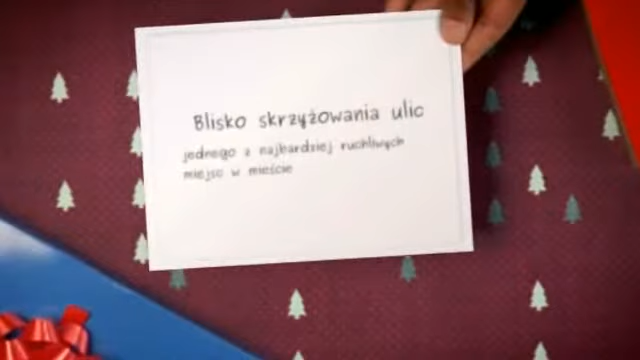 Blisko skrzyżowania ulic
jednego z najbardziej ruchliwych
miejsc w mieście